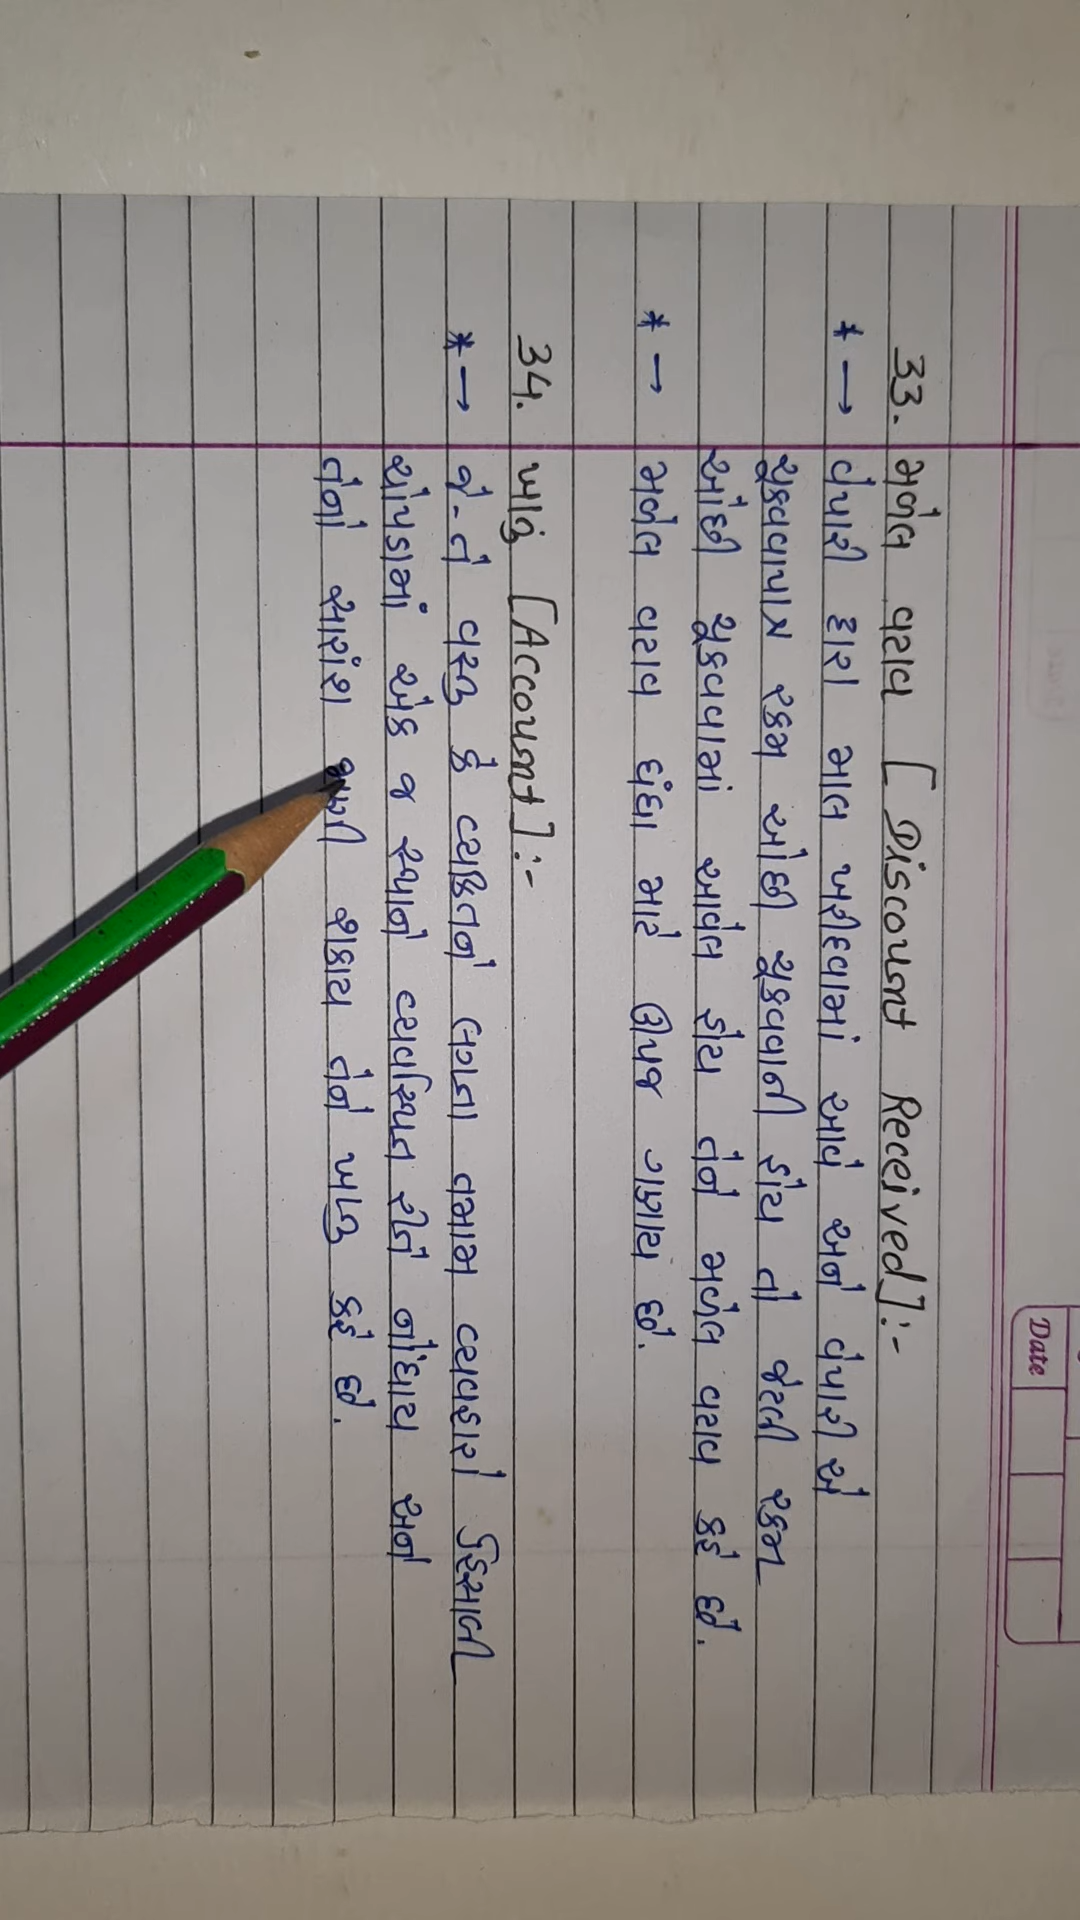 Date
33. મળેલ વટાવ [Discount Received]:-
* → વેપારી દ્વારા માલ ખરીદવામાં આવે અને વેપારી એ
ચૂકવવાપાત્ર રકમ ઓછી ચૂકવવાની હોય તો જેટલી રકમ
ઓછી ચૂકવવામાં આવેલ હોય તેને મળેલ વટાવ કહે છે.
* → મળેલ વટાવ ધંધા માટે ઊપજ ગણાય છે.
34. ખાતું [Account]:-
* → જે-તે વસ્તુ કે વ્યક્તિને લગતા તમામ વ્યવહારો હિસાબી
ચોપડામાં એક જ સ્થાને વ્યવસ્થિત રીતે નોંધાય અને
તેનો સારાંશ શકાય તેને ખાતુ કહે છે.